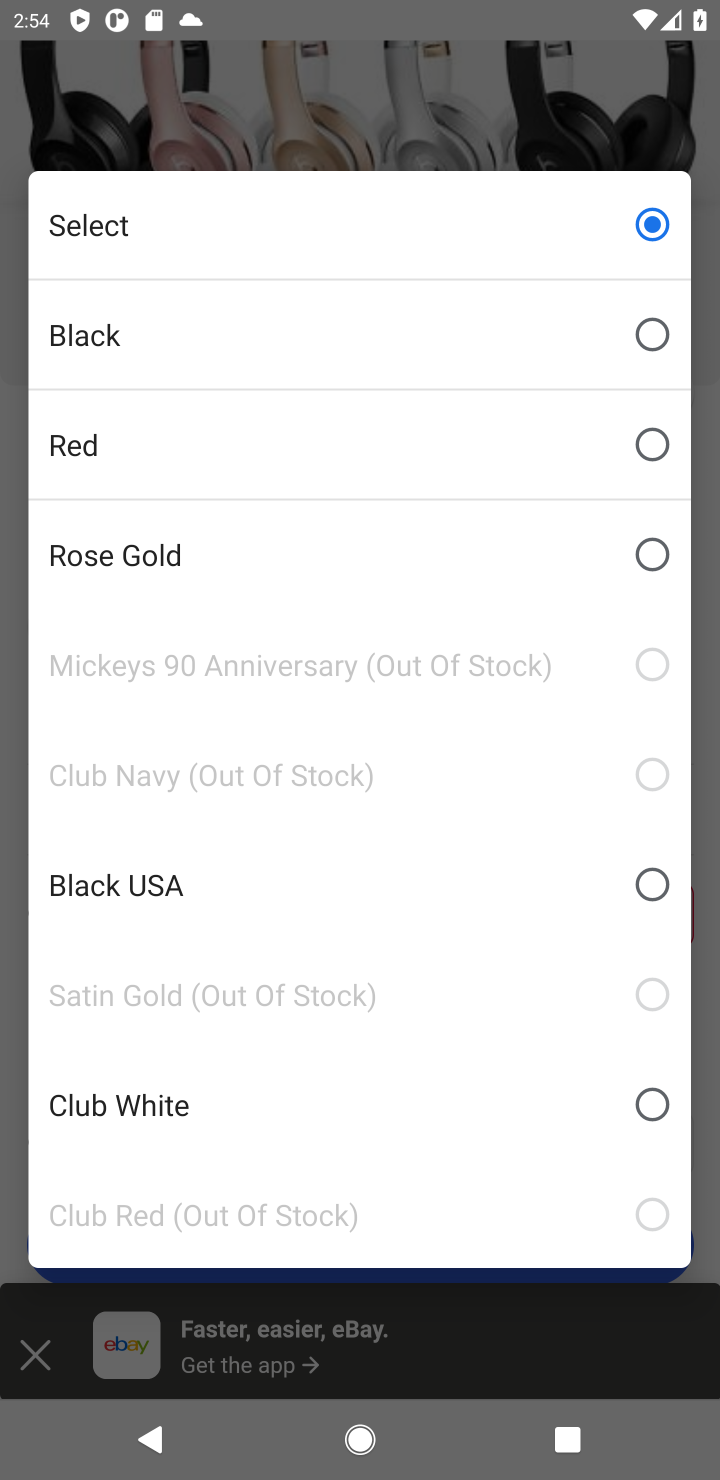 2:54
Select
Black
Red
Rose Gold
Mickeys 90 Anniversary (Out Of Stock)
Club Navy (Out Of Stock)
Black USA
Satin Gold (Out Of Stock)
Club White
Club Red (Out Of Stock)
ebay
Faster, easier, eBay.
Get the app →